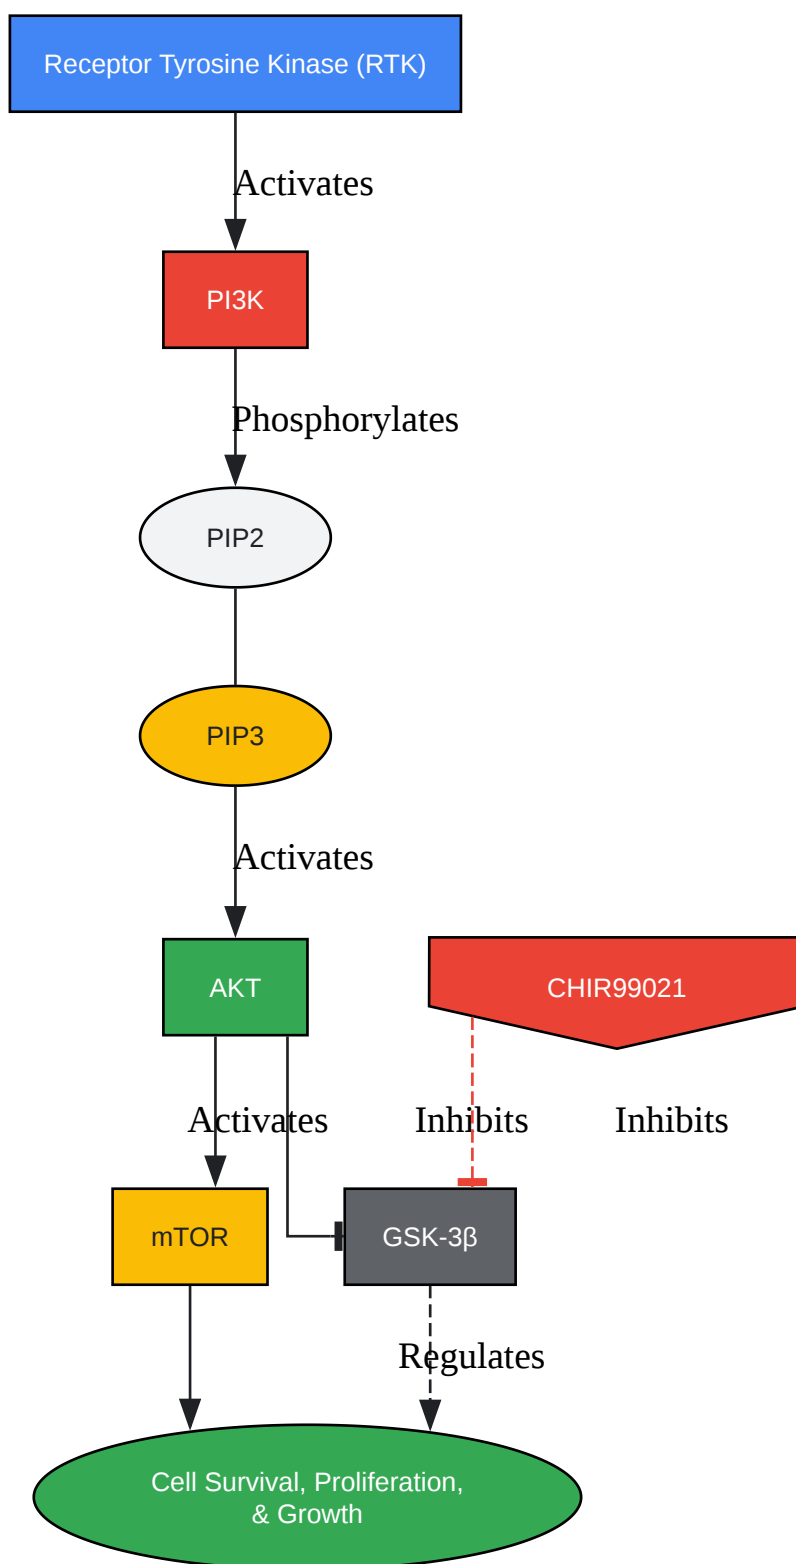 Receptor Tyrosine Kinase (RTK)
Activates
PI3K
Phosphorylates
PIP2
PIP3
Activates
AKT
CHIR99021
Activates
Inhibits
Inhibits
mTOR
GSK-3β
Regulates
Cell Survival, Proliferation,
& Growth